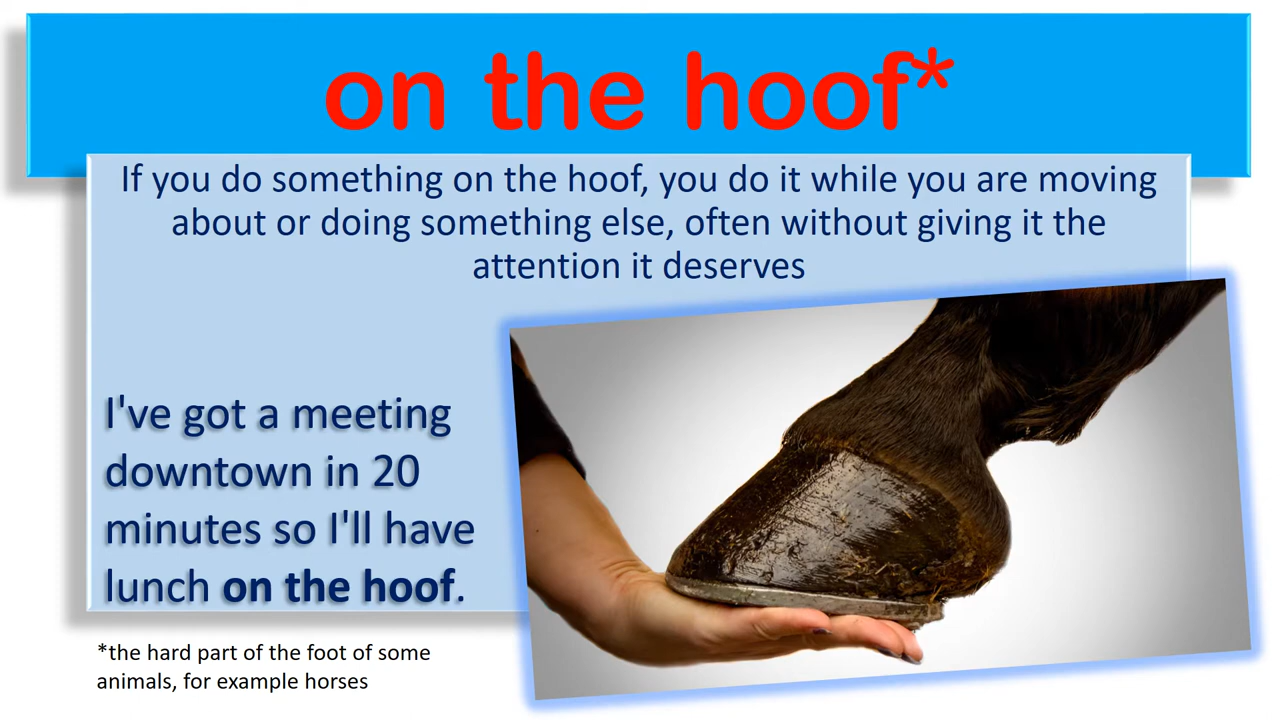 on the hoof*
If you do something on the hoof, you do it while you are moving
about or doing something else, often without giving it the
attention it deserves
I've got a meeting
downtown in 20
minutes so I'll have
lunch on the hoof.
*the hard part of the foot of some
animals, for example horses